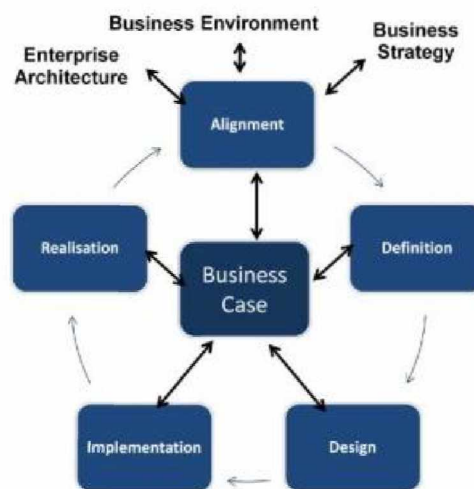 Business Environment
Enterprise
Architecture
Business
Strategy
Alignment
Realisation
Business
Case
Definition
Implementation
Design